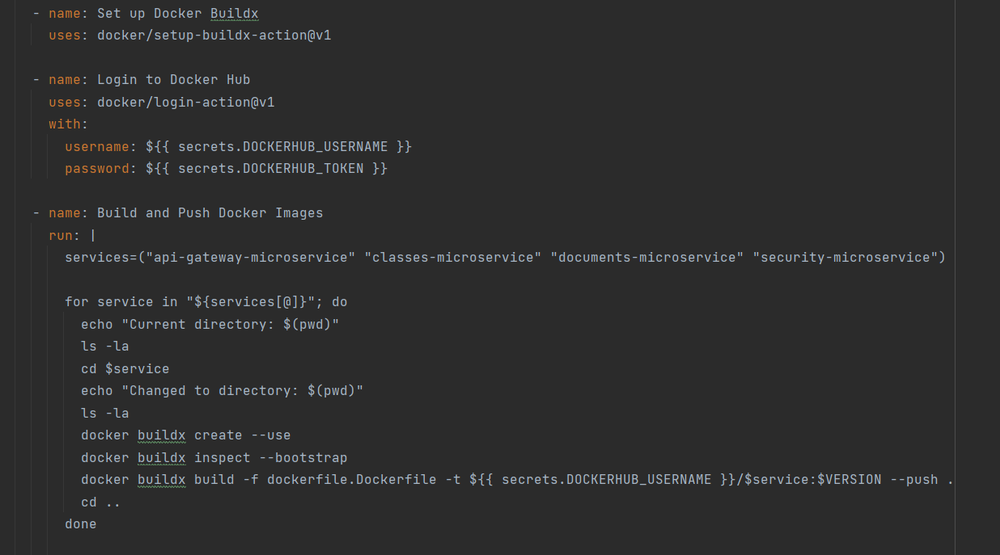 - name: Set up Docker Buildx
  uses: docker/setup-buildx-action@v1

- name: Login to Docker Hub
  uses: docker/login-action@v1
  with:
    username: ${{ secrets.DOCKERHUB_USERNAME }}
    password: ${{ secrets.DOCKERHUB_TOKEN }}

- name: Build and Push Docker Images
  run: |
    services=("api-gateway-microservice" "classes-microservice" "documents-microservice" "security-microservice")

    for service in "${services[@]}"; do
      echo "Current directory: $(pwd)"
      ls -la
      cd $service
      echo "Changed to directory: $(pwd)"
      ls -la
      docker buildx create --use
      docker buildx inspect --bootstrap
      docker buildx build -f dockerfile.Dockerfile -t ${{ secrets.DOCKERHUB_USERNAME }}/$service:$VERSION --push .
      cd ..
    done